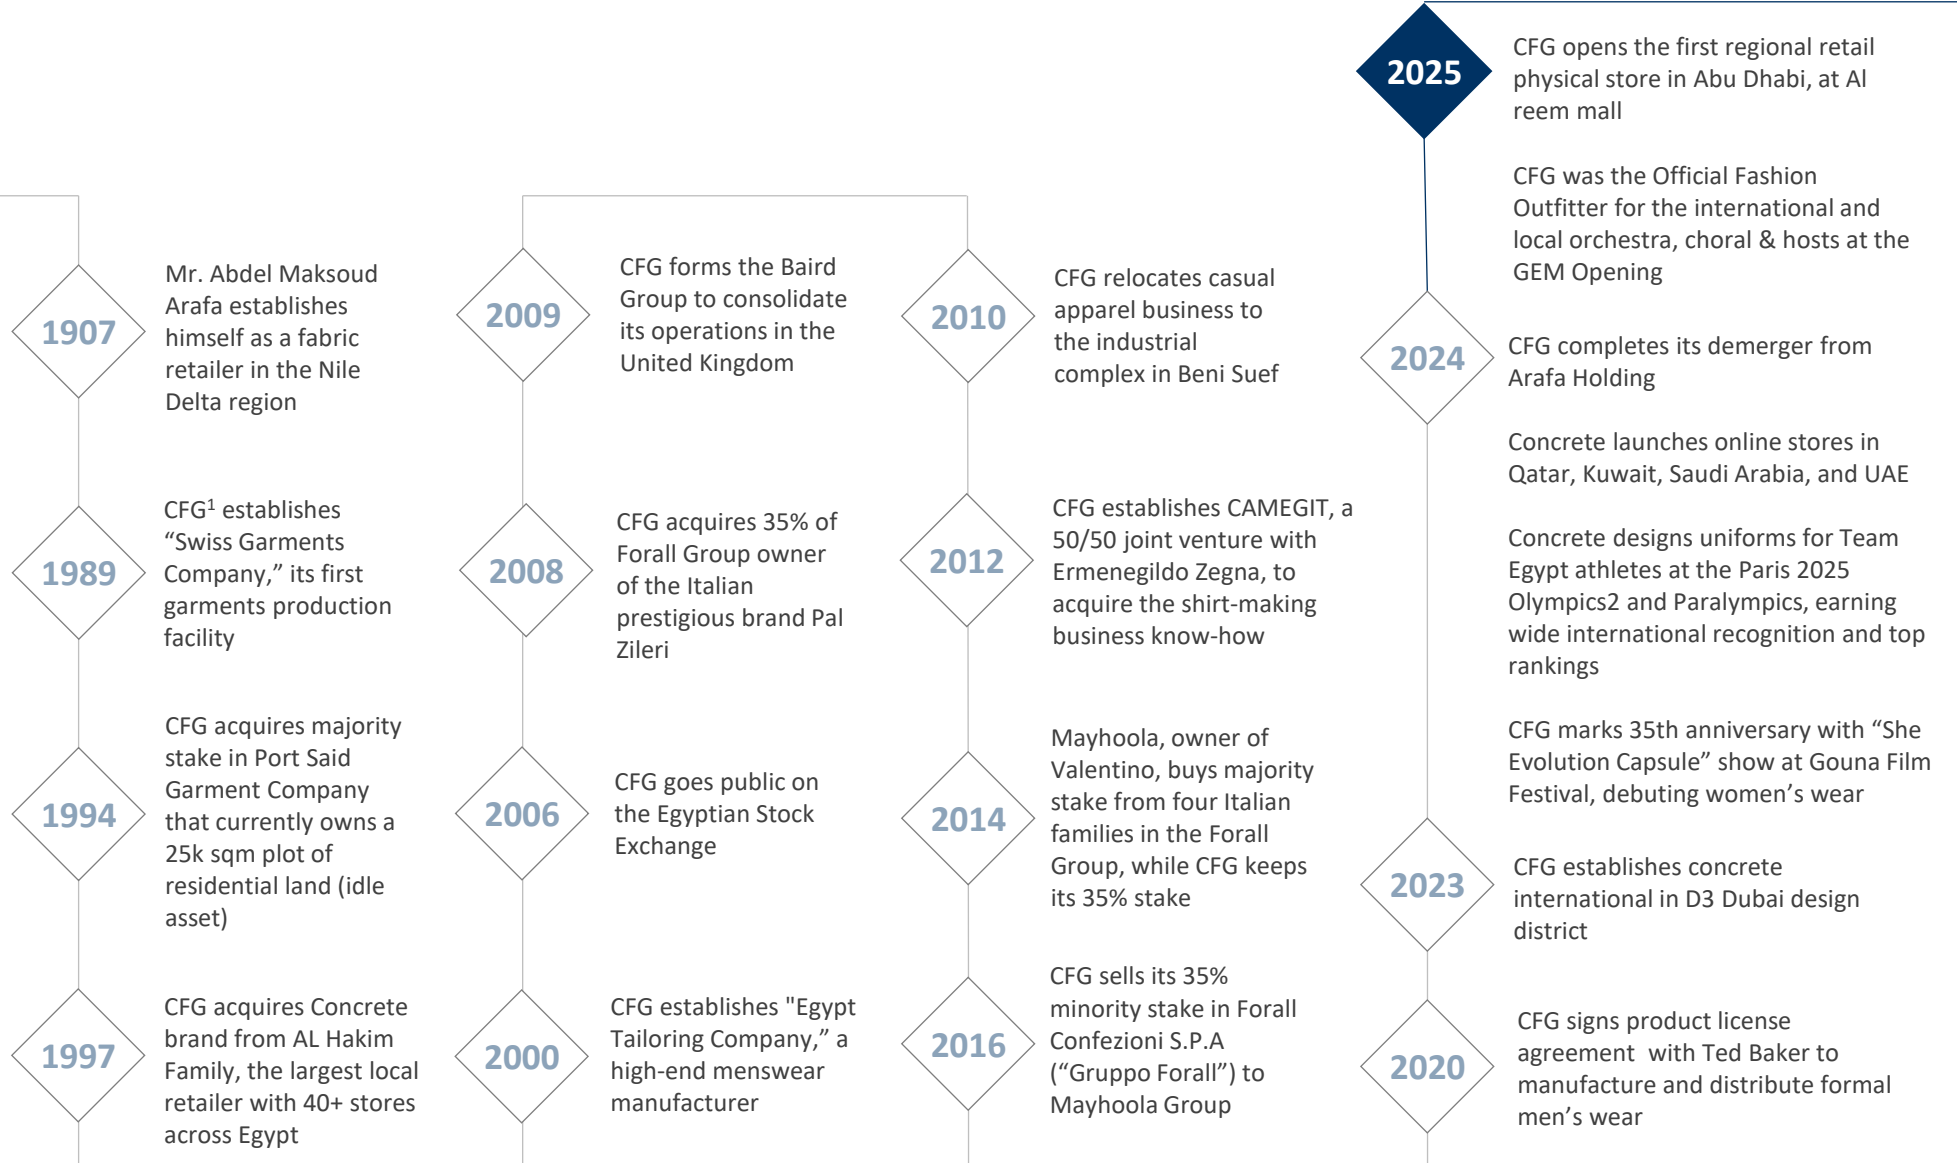 1907
Mr. Abdel Maksoud
Arafa establishes
himself as a fabric
retailer in the Nile
Delta region
1989
CFG¹ establishes
“Swiss Garments
Company,” its first
garments production
facility
1994
CFG acquires majority
stake in Port Said
Garment Company
that currently owns a
25k sqm plot of
residential land (idle
asset)
1997
CFG acquires Concrete
brand from AL Hakim
Family, the largest local
retailer with 40+ stores
across Egypt
2009
CFG forms the Baird
Group to consolidate
its operations in the
United Kingdom
2008
CFG acquires 35% of
Forall Group owner
of the Italian
prestigious brand Pal
Zileri
2006
CFG goes public on
the Egyptian Stock
Exchange
2000
CFG establishes "Egypt
Tailoring Company,” a
high-end menswear
manufacturer
2010
CFG relocates casual
apparel business to
the industrial
complex in Beni Suef
2012
CFG establishes CAMEGIT, a
50/50 joint venture with
Ermenegildo Zegna, to
acquire the shirt-making
business know-how
2014
Mayhoola, owner of
Valentino, buys majority
stake from four Italian
families in the Forall
Group, while CFG keeps
its 35% stake
2016
CFG sells its 35%
minority stake in Forall
Confezioni S.P.A
(“Gruppo Forall”) to
Mayhoola Group
2025
CFG opens the first regional retail
physical store in Abu Dhabi, at Al
reem mall
CFG was the Official Fashion
Outfitter for the international and
local orchestra, choral & hosts at the
GEM Opening
2024
CFG completes its demerger from
Arafa Holding
Concrete launches online stores in
Qatar, Kuwait, Saudi Arabia, and UAE
Concrete designs uniforms for Team
Egypt athletes at the Paris 2025
Olympics2 and Paralympics, earning
wide international recognition and top
rankings
CFG marks 35th anniversary with “She
Evolution Capsule” show at Gouna Film
Festival, debuting women’s wear
2023
CFG establishes concrete
international in D3 Dubai design
district
2020
CFG signs product license
agreement  with Ted Baker to
manufacture and distribute formal
men’s wear